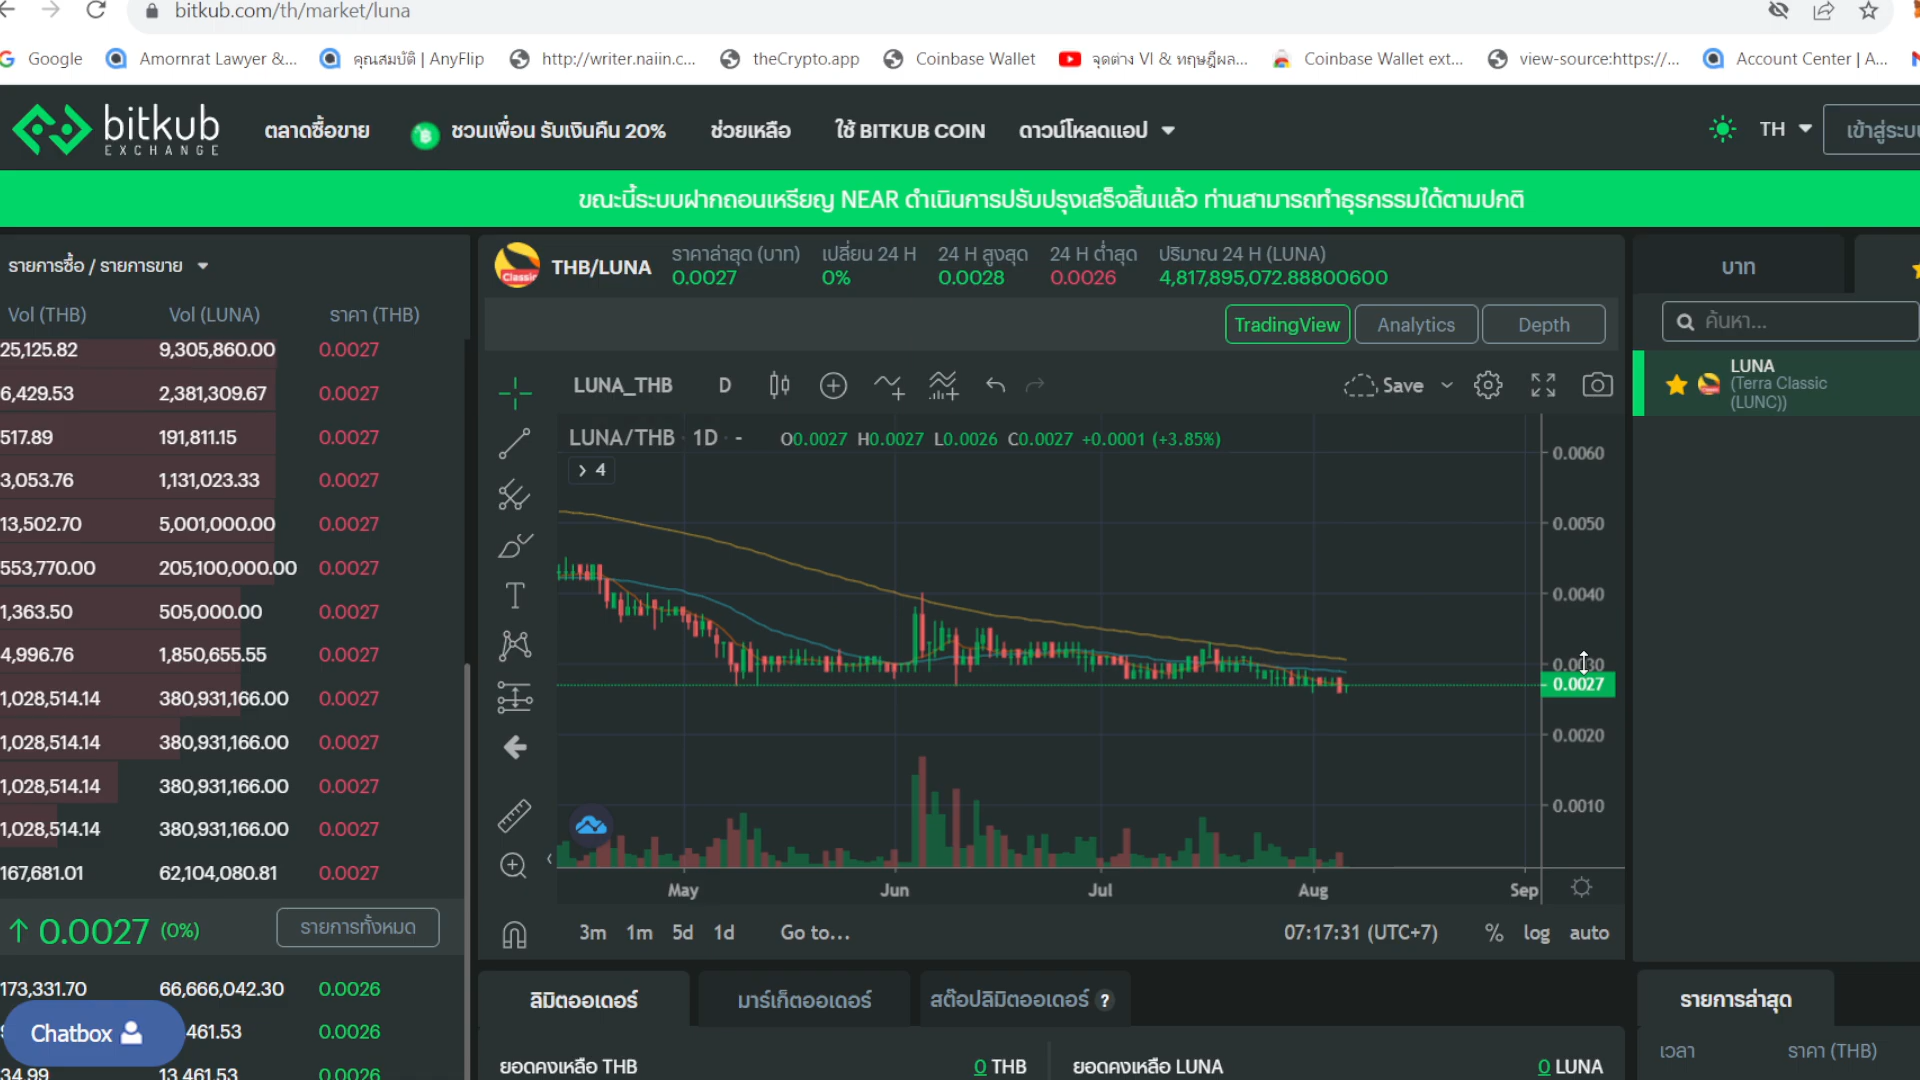 bitkub.com/th/market/luna
Google
Amornrat Lawyer &...
คุณสมบัติ | AnyFlip
http://writer.naiin.c...
theCrypto.app
Coinbase Wallet
จุดต่าง VI & ทฤษฎีผล...
Coinbase Wallet ext...
view-source:https://...
Account Center | A...
bitkub
EXCHANGE
ตลาดซื้อขาย
ชวนเพื่อน รับเงินคืน 20%
ช่วยเหลือ
ใช้ BITKUB COIN
ดาวน์โหลดแอป
TH
เข้าสู่ระบ
ขณะนี้ระบบฝากถอนเหรียญ NEAR ดำเนินการปรับปรุงเสร็จสิ้นแล้ว ท่านสามารถทำธุรกรรมได้ตามปกติ
รายการซื้อ / รายการขาย
Vol (THB) Vol (LUNA) ราคา (THB)
25,125.82 9,305,860.00 0.0027
6,429.53 2,381,309.67 0.0027
517.89 191,811.15 0.0027
3,053.76 1,131,023.33 0.0027
13,502.70 5,001,000.00 0.0027
553,770.00 205,100,000.00 0.0027
1,363.50 505,000.00 0.0027
4,996.76 1,850,655.55 0.0027
1,028,514.14 380,931,166.00 0.0027
1,028,514.14 380,931,166.00 0.0027
1,028,514.14 380,931,166.00 0.0027
1,028,514.14 380,931,166.00 0.0027
167,681.01 62,104,080.81 0.0027
↑ 0.0027 (0%) รายการทั้งหมด
173,331.70 66,666,042.30 0.0026
461.53 0.0026
34.99 13,461.53 0.0026
Chatbox
Classic
THB/LUNA
ราคาล่าสุด (บาท) เปลี่ยน 24 H 24 H สูงสุด 24 H ต่ำสุด ปริมาณ 24 H (LUNA)
0.0027 0% 0.0028 0.0026 4,817,895,072.88800600
TradingView Analytics Depth
LUNA_THB D Save
LUNA/THB 1D - O0.0027 H0.0027 L0.0026 C0.0027 +0.0001 (+3.85%)
4
0.0060
0.0050
0.0040
0.0030
0.0027
0.0020
0.0010
May Jun Jul Aug Sep
3m 1m 5d 1d Go to... 07:17:31 (UTC+7) % log auto
ลิมิตออเดอร์ มาร์เก็ตออเดอร์ สต๊อปลิมิตออเดอร์ ?
ยอดคงเหลือ THB 0 THB ยอดคงเหลือ LUNA 0 LUNA
บาท
ค้นหา...
LUNA
(Terra Classic
(LUNC))
รายการล่าสุด
เวลา ราคา (THB)